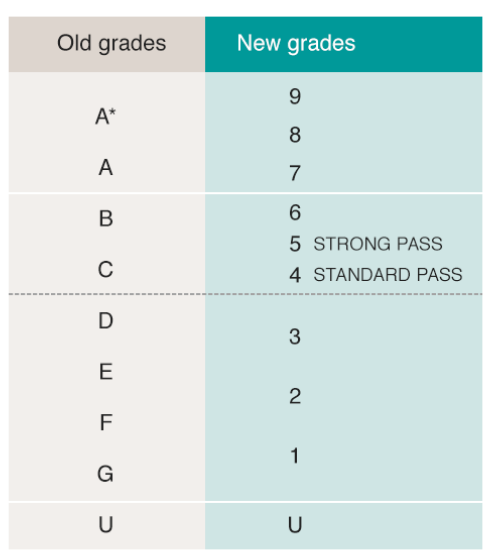 Old grades New grades
9
A*
8
A 7
B 6
5 STRONG PASS
C 4 STANDARD PASS
D
3
E
2
F
1
G
U U